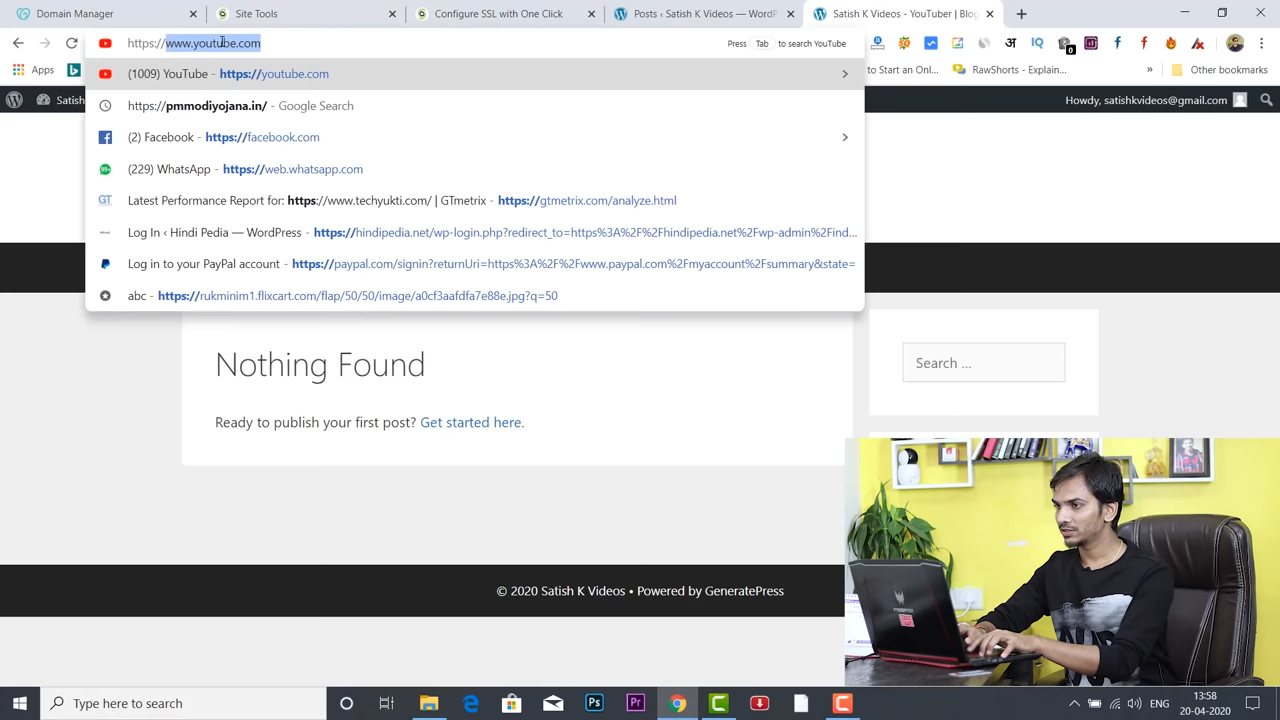 Domain Manager
Site Tools
Configure SSL with One Click
Posts ‹ Satish K Videos — WordP
Satish K Videos - YouTuber | Blog
https://www.youtube.com
Press Tab to search YouTube
Apps
to Start an Onl...
RawShorts - Explain...
»
Other bookmarks
(1009) YouTube - https://youtube.com
https://pmmodiyojana.in/ - Google Search
(2) Facebook - https://facebook.com
(229) WhatsApp - https://web.whatsapp.com
Latest Performance Report for: https://www.techyukti.com/ | GTmetrix - https://gtmetrix.com/analyze.html
Log In ‹ Hindi Pedia — WordPress - https://hindipedia.net/wp-login.php?redirect_to=https%3A%2F%2Fhindipedia.net%2Fwp-admin%2Find...
Log in to your PayPal account - https://paypal.com/signin?returnUri=https%3A%2F%2Fwww.paypal.com%2Fmyaccount%2Fsummary&state=
abc - https://rukminim1.flixcart.com/flap/50/50/image/a0cf3aafdfa7e88e.jpg?q=50
Satish
Howdy, satishkvideos@gmail.com
Nothing Found
Ready to publish your first post? Get started here.
Search …
© 2020 Satish K Videos • Powered by GeneratePress
Type here to search
ENG
13:58
20-04-2020